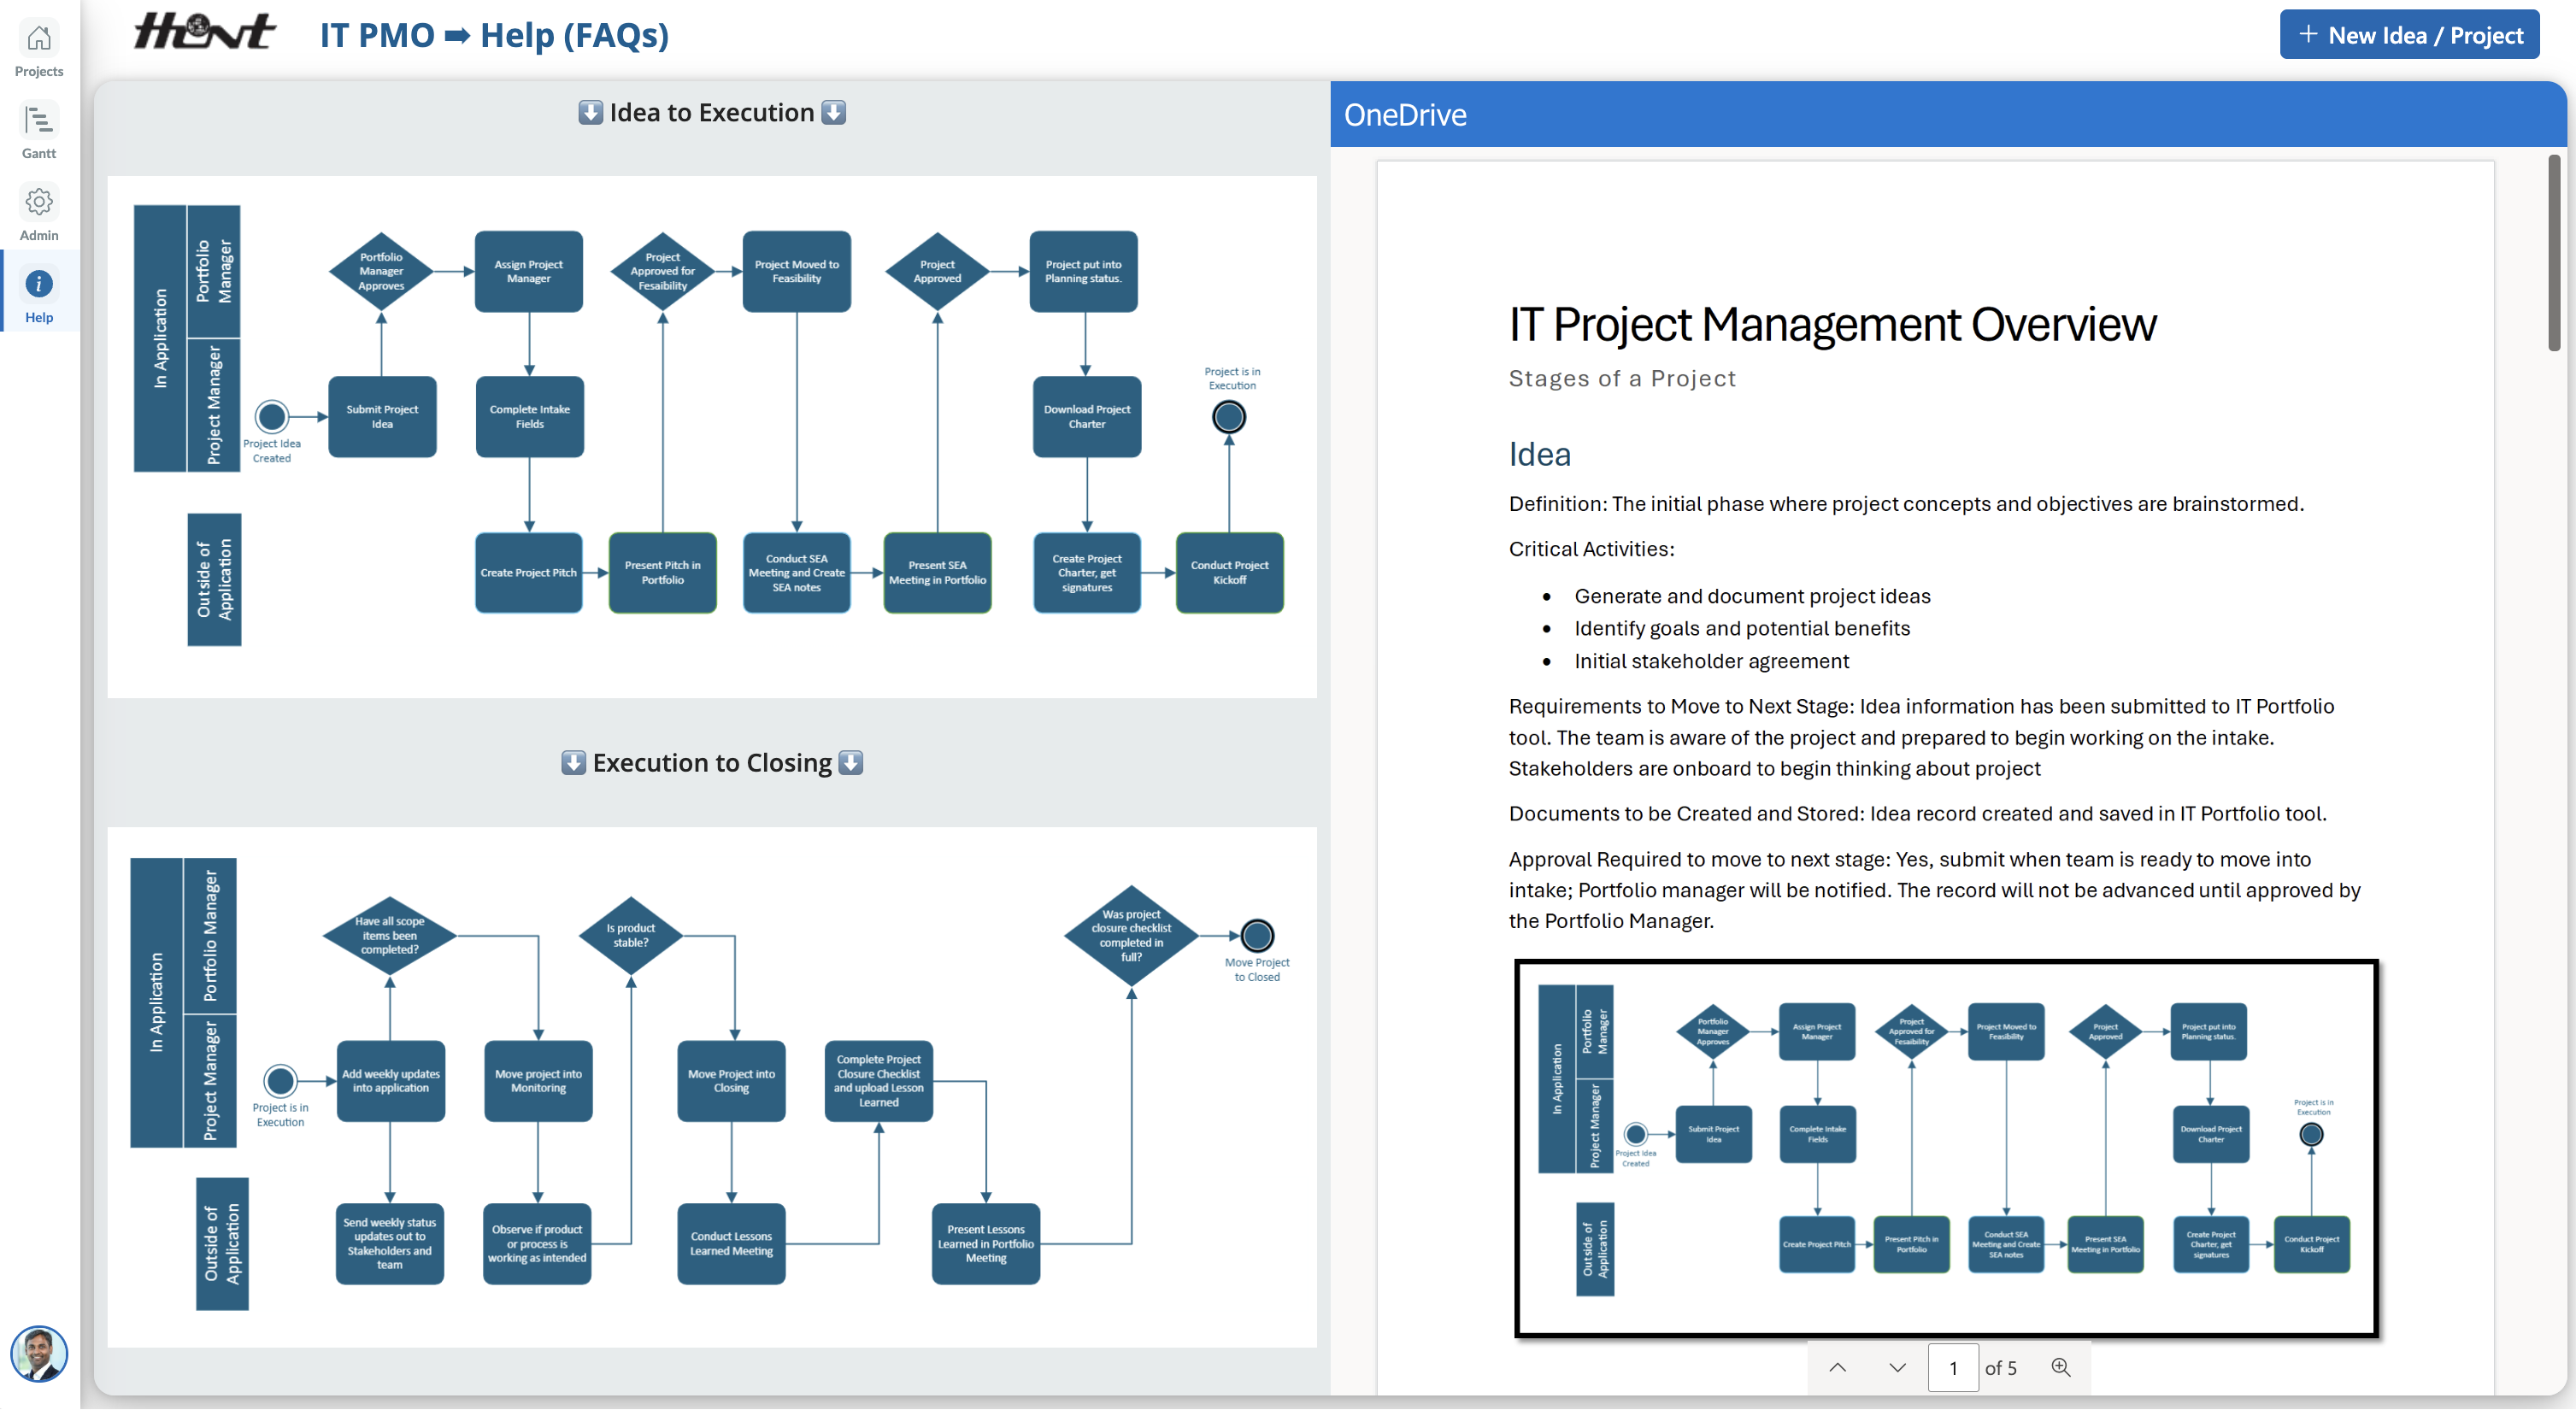 Projects
Gantt
Admin
Help
Hunt
IT PMO ➡ Help (FAQs)
+ New Idea / Project
⬇ Idea to Execution ⬇
In Application
Portfolio
Manager
Project Manager
Outside of
Application
Project Idea
Created
Submit Project
Idea
Portfolio
Manager
Approves
Assign Project
Manager
Complete Intake
Fields
Create Project Pitch
Present Pitch in
Portfolio
Project
Approved for
Fesaibility
Project Moved to
Feasibility
Conduct SEA
Meeting and Create
SEA notes
Present SEA
Meeting in Portfolio
Project
Approved
Project put into
Planning status.
Download Project
Charter
Create Project
Charter, get
signatures
Conduct Project
Kickoff
Project is in
Execution
⬇ Execution to Closing ⬇
In Application
Portfolio Manager
Project Manager
Outside of
Application
Project is in
Execution
Add weekly updates
into application
Have all scope
items been
completed?
Send weekly status
updates out to
Stakeholders and
team
Move project into
Monitoring
Observe if product
or process is
working as intended
Is product
stable?
Move Project into
Closing
Conduct Lessons
Learned Meeting
Complete Project
Closure Checklist
and upload Lesson
Learned
Present Lessons
Learned in Portfolio
Meeting
Was project
closure checklist
completed in
full?
Move Project
to Closed
OneDrive
IT Project Management Overview
Stages of a Project
Idea
Definition: The initial phase where project concepts and objectives are brainstormed.
Critical Activities:
• Generate and document project ideas
• Identify goals and potential benefits
• Initial stakeholder agreement
Requirements to Move to Next Stage: Idea information has been submitted to IT Portfolio
tool. The team is aware of the project and prepared to begin working on the intake.
Stakeholders are onboard to begin thinking about project
Documents to be Created and Stored: Idea record created and saved in IT Portfolio tool.
Approval Required to move to next stage: Yes, submit when team is ready to move into
intake; Portfolio manager will be notified. The record will not be advanced until approved by
the Portfolio Manager.
In Application
Portfolio
Manager
Project Manager
Outside of
Application
Project Idea
Created
Submit Project
Idea
Portfolio
Manager
Approves
Assign Project
Manager
Complete Intake
Fields
Create Project Pitch
Present Pitch in
Portfolio
Project
Approved for
Fesaibility
Project Moved to
Feasibility
Conduct SEA
Meeting and Create
SEA notes
Present SEA
Meeting in Portfolio
Project
Approved
Project put into
Planning status.
Download Project
Charter
Create Project
Charter, get
signatures
Conduct Project
Kickoff
Project is in
Execution
1 of 5